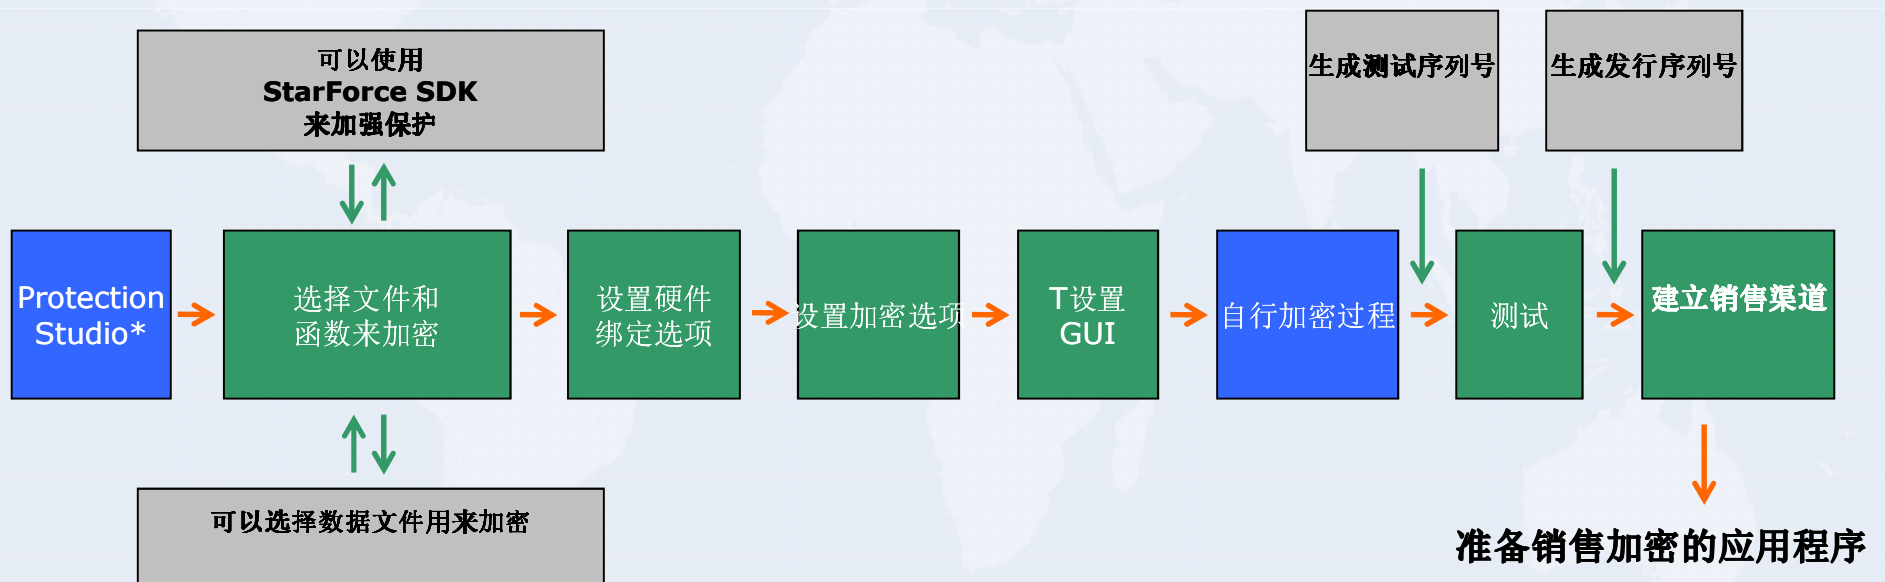 可以使用
StarForce SDK
来加强保护
生成测试序列号
生成发行序列号
Protection
Studio*
选择文件和
函数来加密
设置硬件
绑定选项
设置加密选项
T设置
GUI
自行加密过程
测试
建立销售渠道
可以选择数据文件用来加密
准备销售加密的应用程序